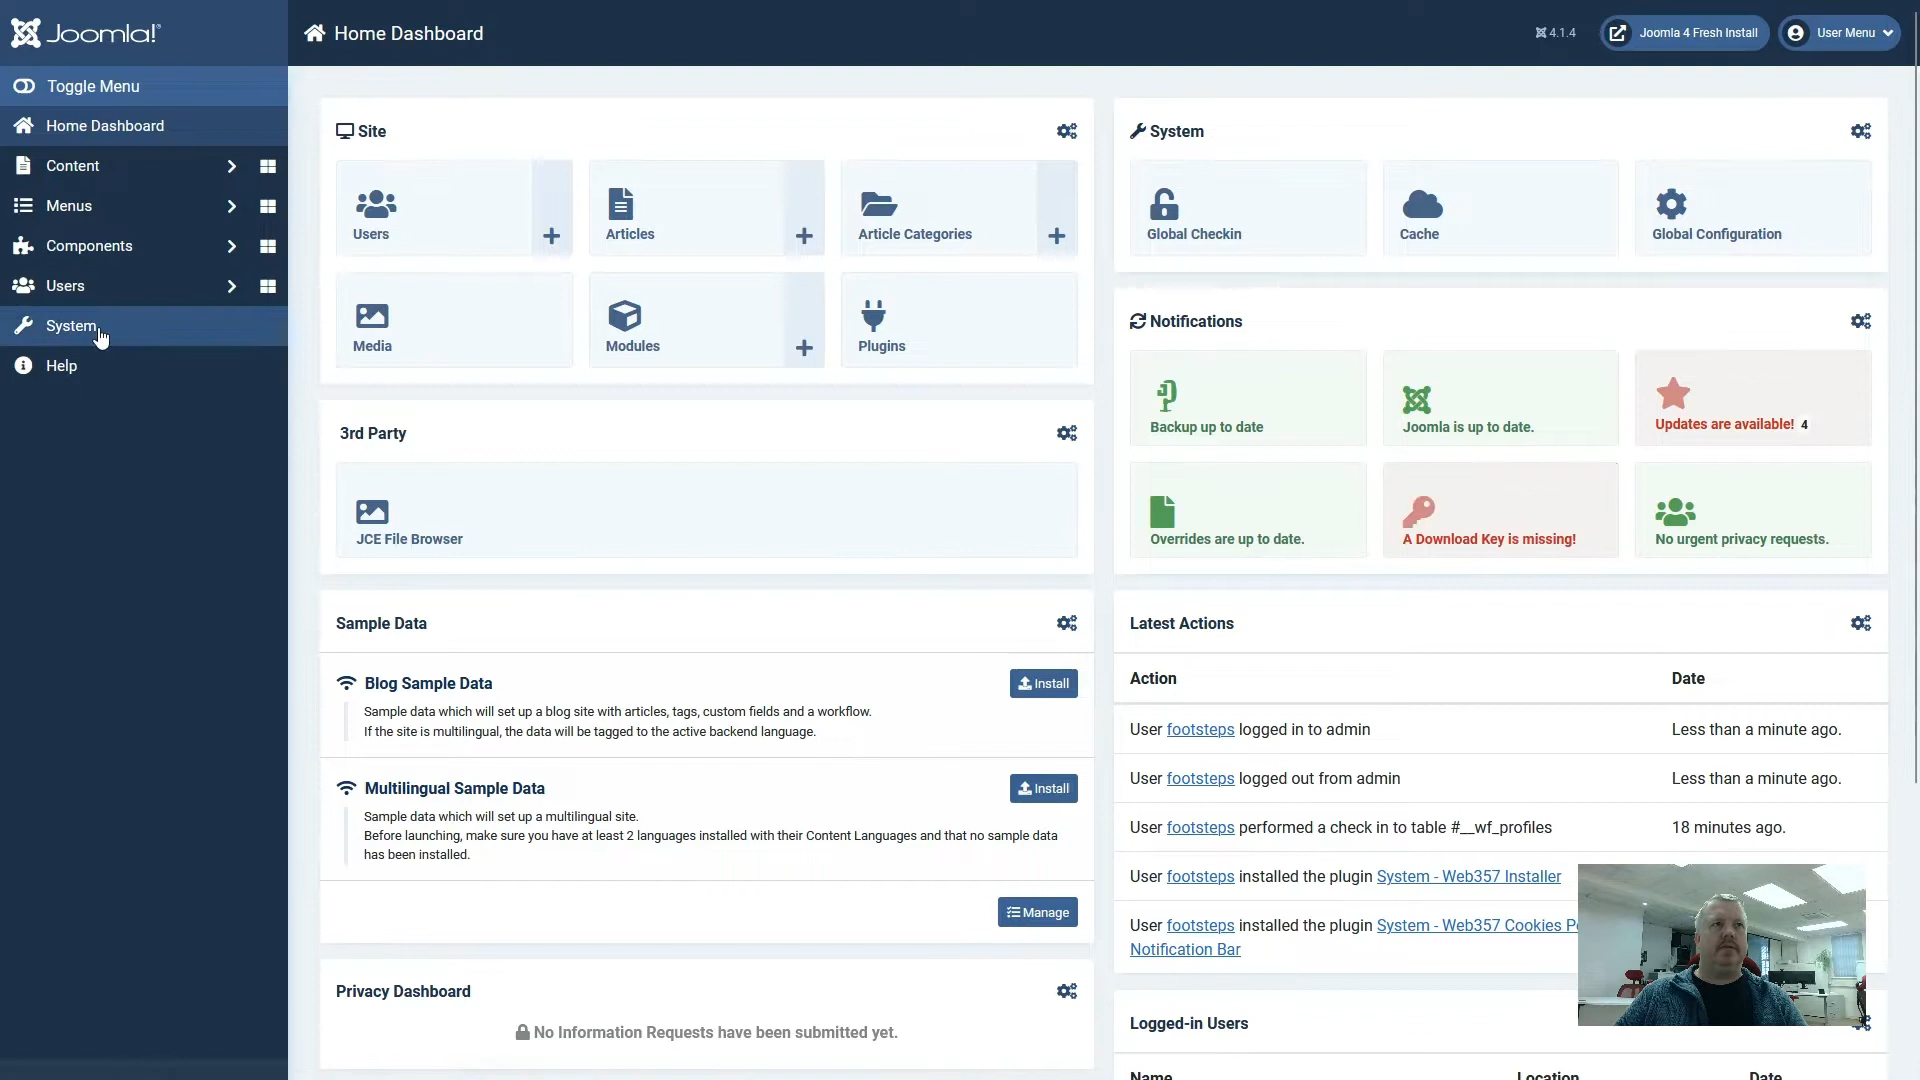 Joomla!
Home Dashboard
4.1.4
Joomla 4 Fresh Install
User Menu
Toggle Menu
Home Dashboard
Content
Menus
Components
Users
System
Help
Site
Users
Articles
Article Categories
Media
Modules
Plugins
3rd Party
JCE File Browser
Sample Data
Blog Sample Data
Install
Sample data which will set up a blog site with articles, tags, custom fields and a workflow.
If the site is multilingual, the data will be tagged to the active backend language.
Multilingual Sample Data
Install
Sample data which will set up a multilingual site.
Before launching, make sure you have at least 2 languages installed with their Content Languages and that no sample data
has been installed.
Manage
Privacy Dashboard
No Information Requests have been submitted yet.
System
Global Checkin
Cache
Global Configuration
Notifications
Backup up to date
Joomla is up to date.
Updates are available! 4
Overrides are up to date.
A Download Key is missing!
No urgent privacy requests.
Latest Actions
Action Date
User footsteps logged in to admin Less than a minute ago.
User footsteps logged out from admin Less than a minute ago.
User footsteps performed a check in to table #__wf_profiles 18 minutes ago.
User footsteps installed the plugin System - Web357 Installer
User footsteps installed the plugin System - Web357 Cookies
Notification Bar
Logged-in Users
Name Location Date